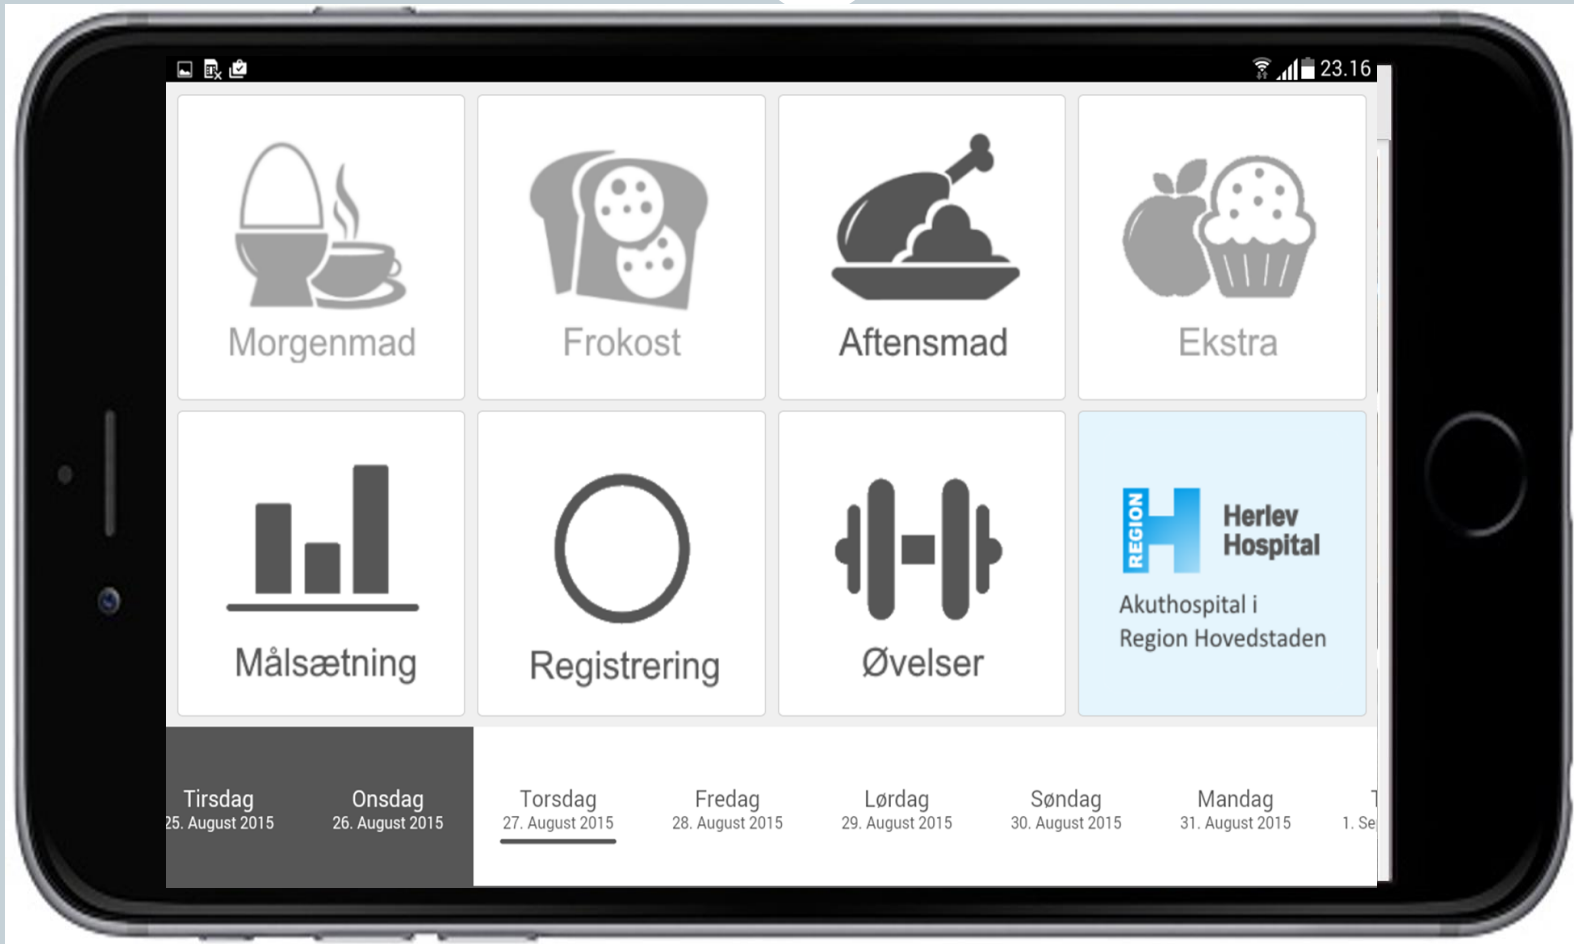 23.16
Morgenmad
Frokost
Aftensmad
Ekstra
Målsætning
Registrering
Øvelser
REGION
Herlev
Hospital
Akuthospital i
Region Hovedstaden
Tirsdag
25. August 2015
Onsdag
26. August 2015
Torsdag
27. August 2015
Fredag
28. August 2015
Lørdag
29. August 2015
Søndag
30. August 2015
Mandag
31. August 2015
T
1. Se